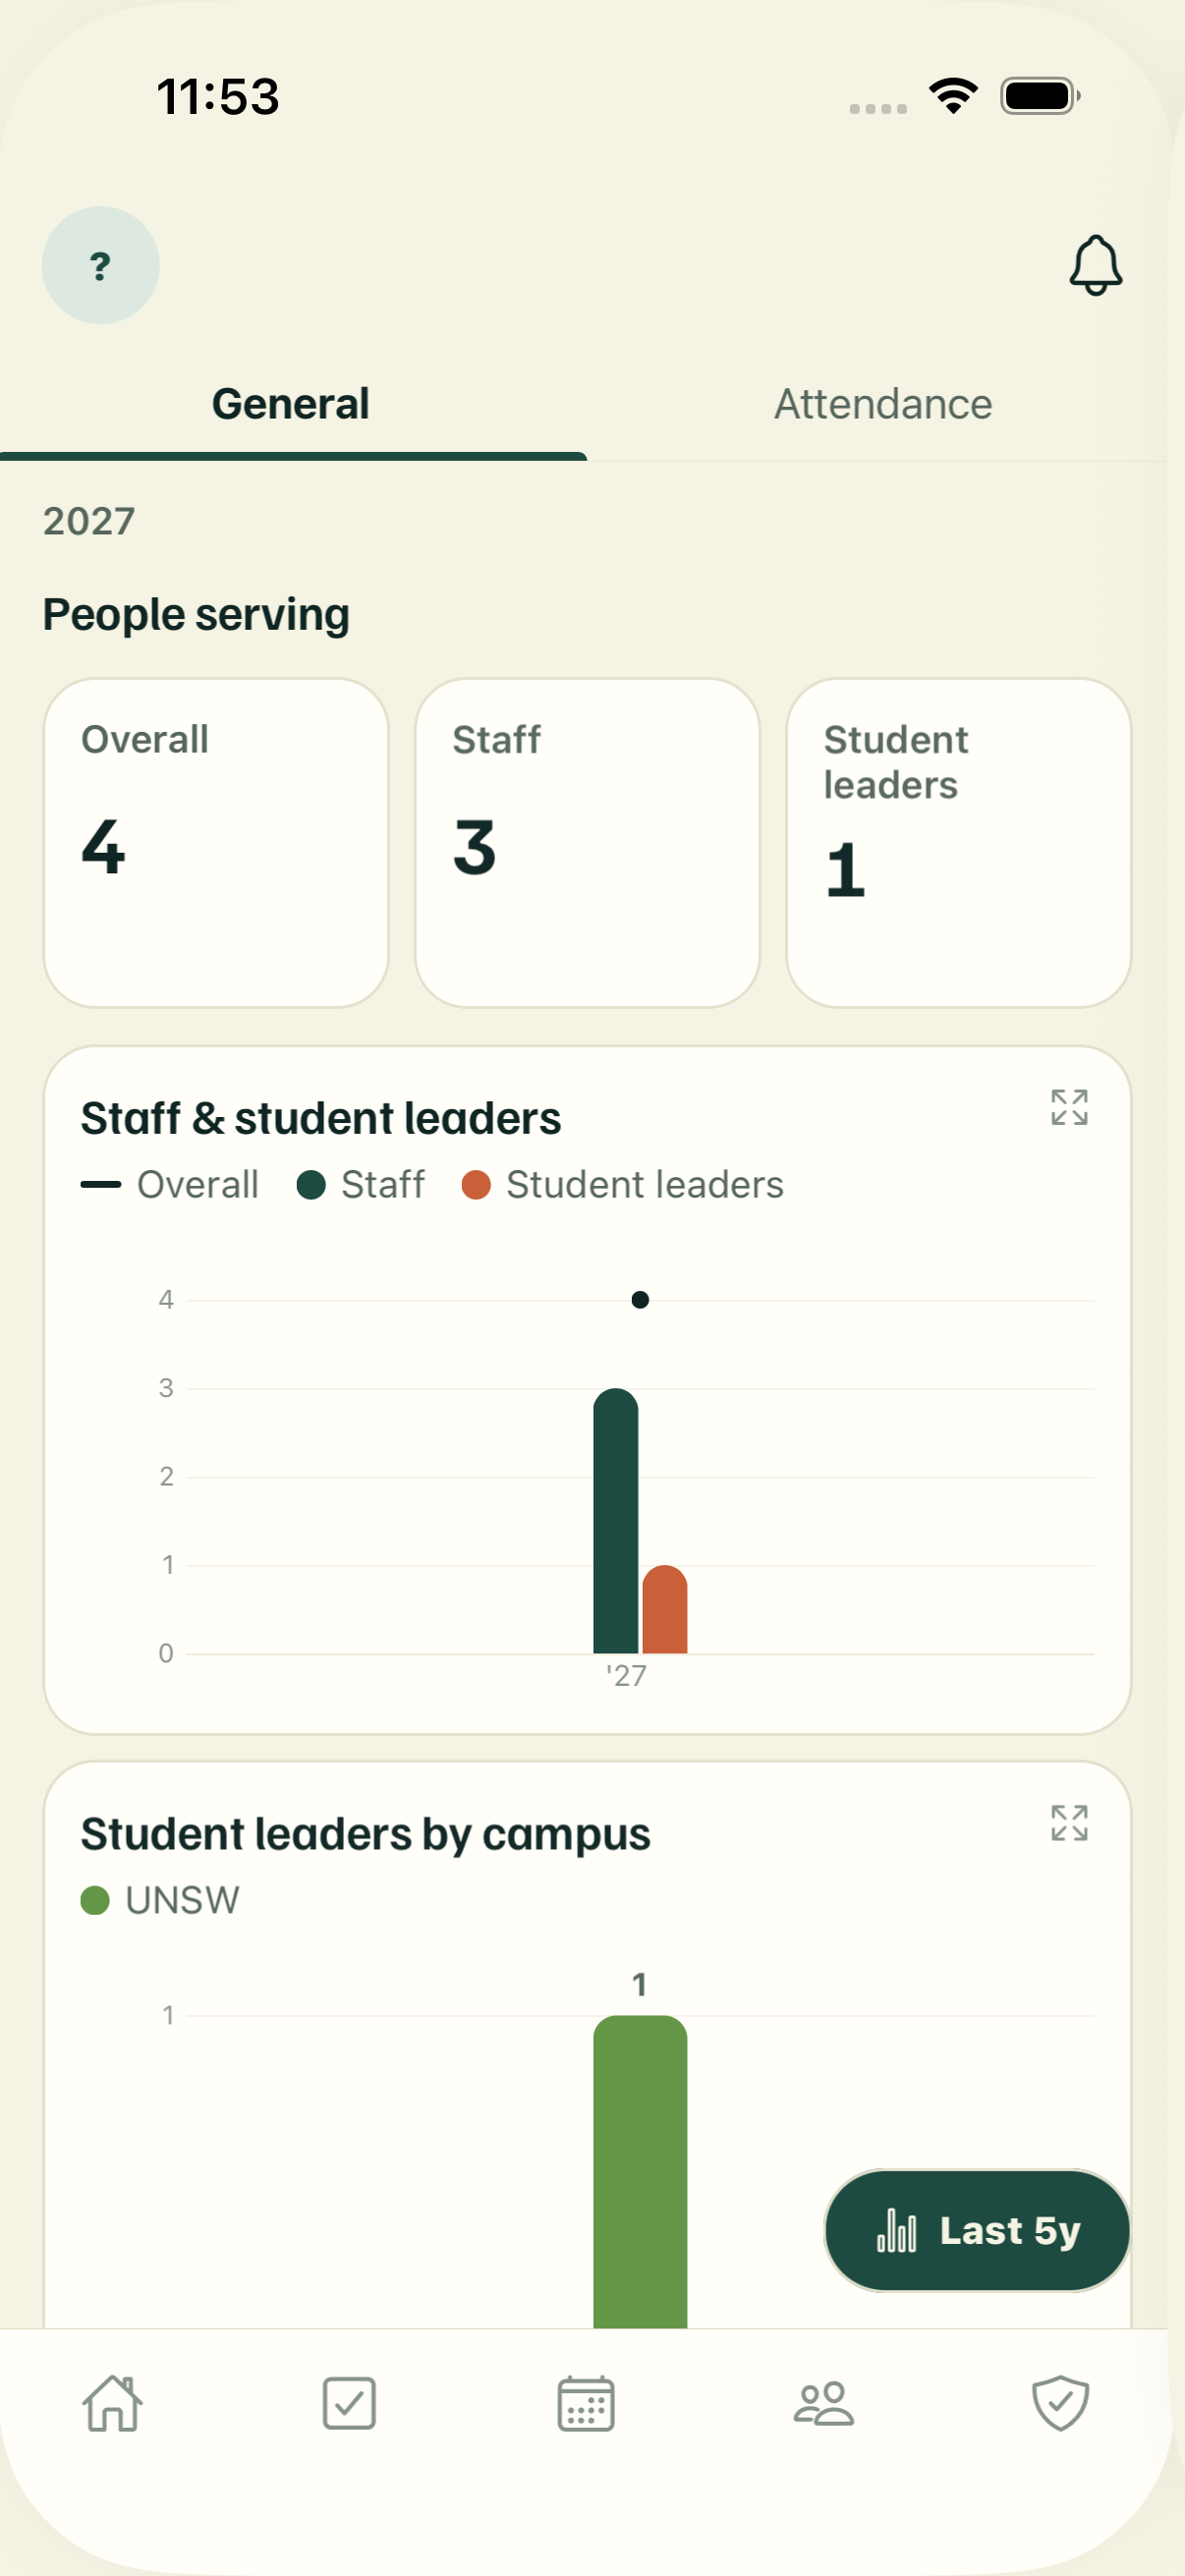 11:53
?
General Attendance
2027
People serving
Overall Staff Student
leaders
4 3 1
Staff & student leaders
Overall Staff Student leaders
4
3
2
1
0
'27
Student leaders by campus
UNSW
1
1
Last 5y